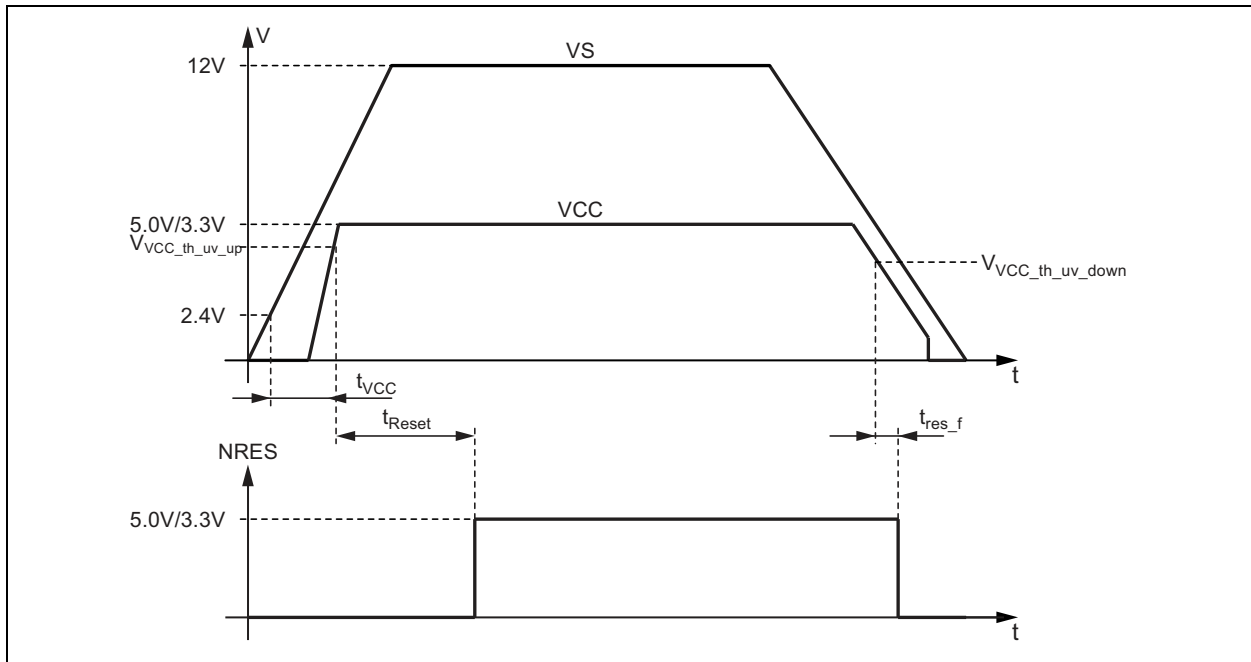 V
12V
VS
5.0V/3.3V
VCC
VVCC_th_uv_up
VVCC_th_uv_down
2.4V
t
tVCC
tReset
tres_f
NRES
5.0V/3.3V
t